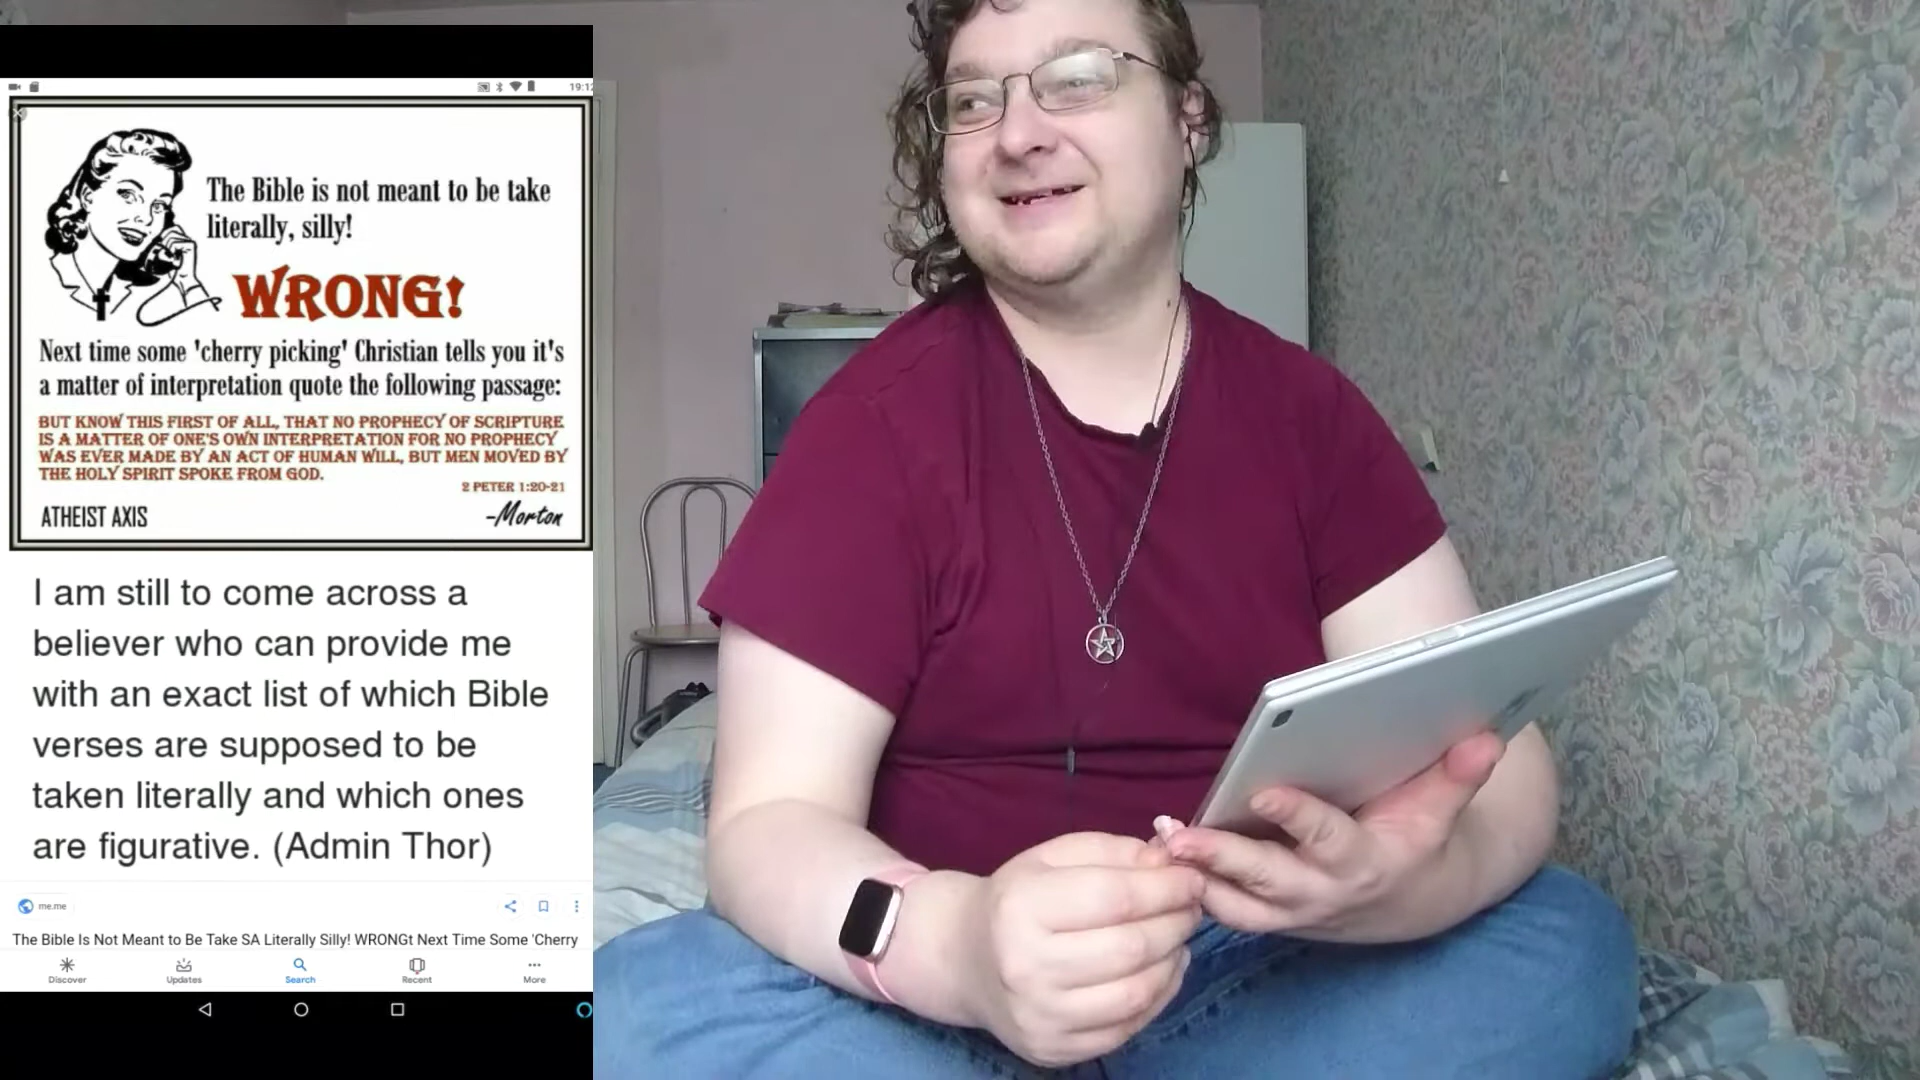 19:12
The Bible is not meant to be take
literally, silly!
WRONG!
Next time some 'cherry picking' Christian tells you it's
a matter of interpretation quote the following passage:
BUT KNOW THIS FIRST OF ALL, THAT NO PROPHECY OF SCRIPTURE
IS A MATTER OF ONE'S OWN INTERPRETATION FOR NO PROPHECY
WAS EVER MADE BY AN ACT OF HUMAN WILL, BUT MEN MOVED BY
THE HOLY SPIRIT SPOKE FROM GOD.
2 PETER 1:20-21
ATHEIST AXIS
-Morton
I am still to come across a
believer who can provide me
with an exact list of which Bible
verses are supposed to be
taken literally and which ones
are figurative. (Admin Thor)
me.me
The Bible Is Not Meant to Be Take SA Literally Silly! WRONGt Next Time Some 'Cherry
Discover Updates Search Recent More